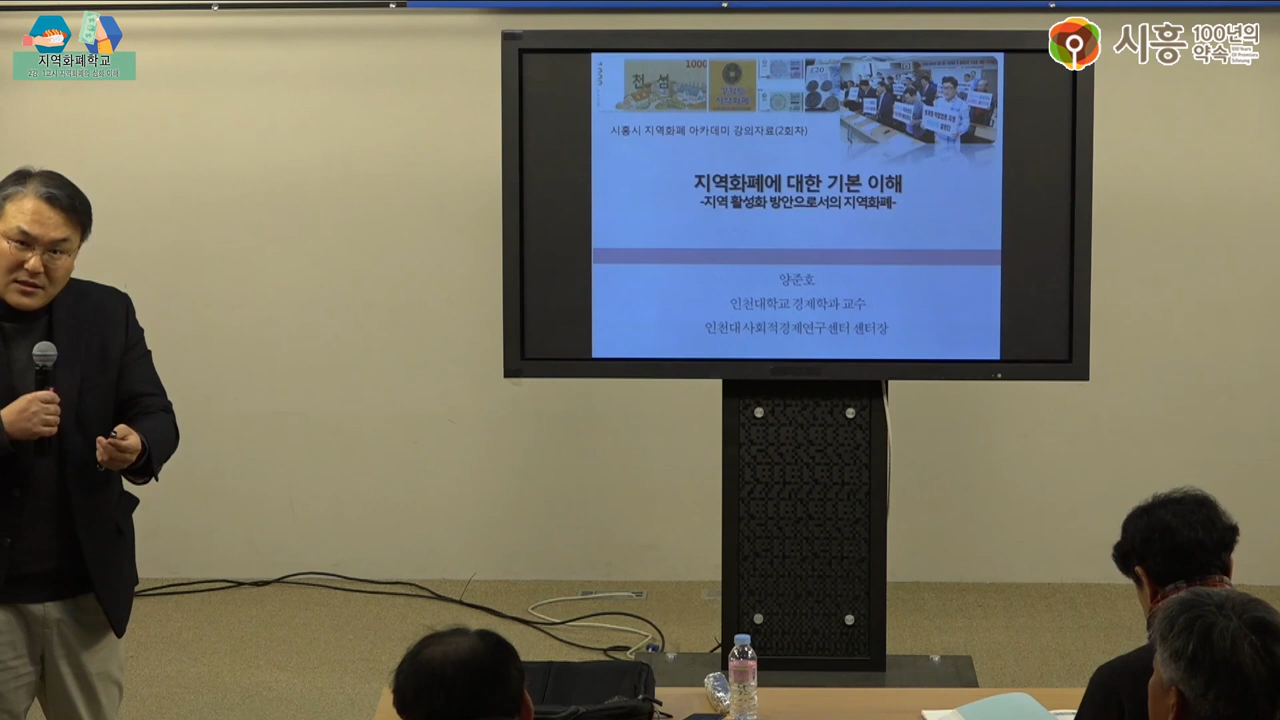 지역화폐학교
시흥
100년의
약속
1000
천 섬
£20
시흥시 지역화폐 아카데미 강의자료(2회차)
지역화폐에 대한 기본 이해
-지역 활성화 방안으로서의 지역화폐-
양준호
인천대학교 경제학과 교수
인천대 사회적경제연구센터 센터장